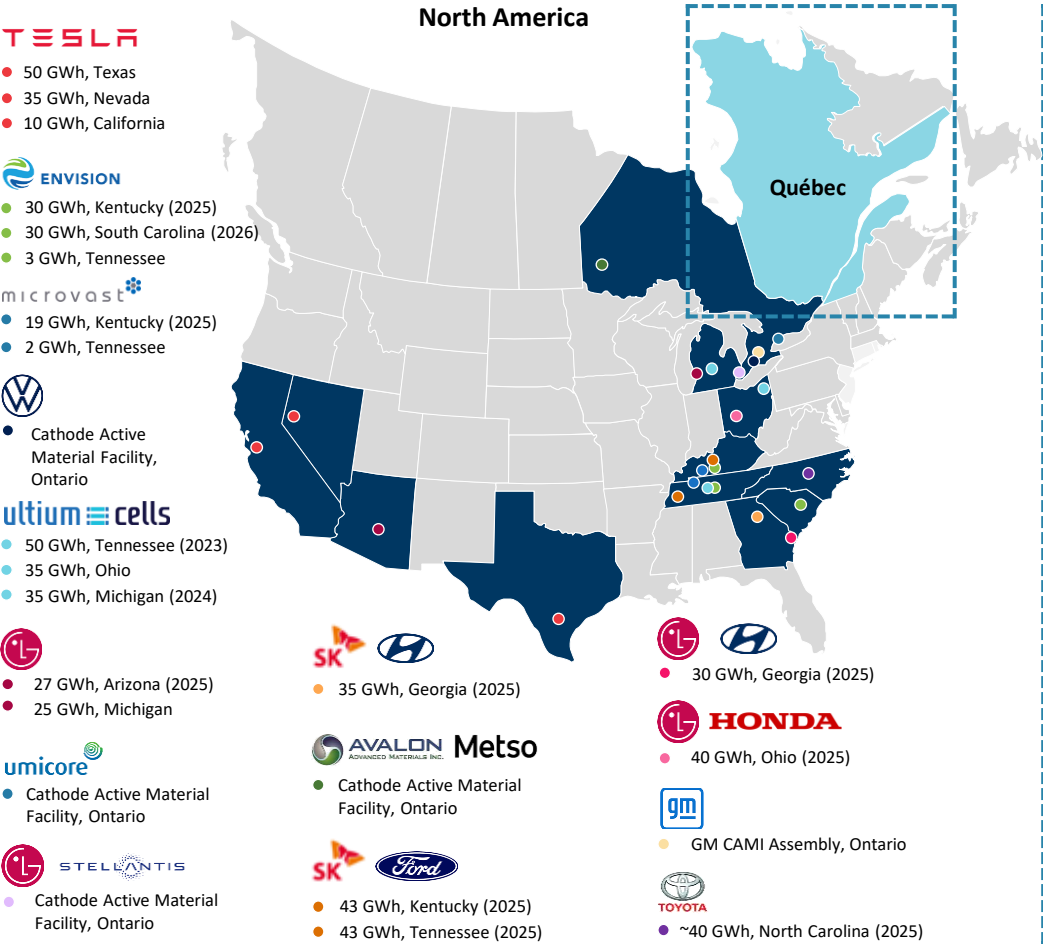 North America
TESLA
50 GWh, Texas
35 GWh, Nevada
10 GWh, California
ENVISION
30 GWh, Kentucky (2025)
30 GWh, South Carolina (2026)
3 GWh, Tennessee
microvast
19 GWh, Kentucky (2025)
2 GWh, Tennessee
Cathode Active
Material Facility,
Ontario
ultium cells
50 GWh, Tennessee (2023)
35 GWh, Ohio
35 GWh, Michigan (2024)
LG
27 GWh, Arizona (2025)
25 GWh, Michigan
umicore
Cathode Active Material
Facility, Ontario
LG STELLANTIS
Cathode Active Material
Facility, Ontario
Québec
SK
35 GWh, Georgia (2025)
AVALON Metso
ADVANCED MATERIALS INC.
Cathode Active Material
Facility, Ontario
SK Ford
43 GWh, Kentucky (2025)
43 GWh, Tennessee (2025)
LG
30 GWh, Georgia (2025)
LG HONDA
40 GWh, Ohio (2025)
gm
GM CAMI Assembly, Ontario
TOYOTA
~40 GWh, North Carolina (2025)